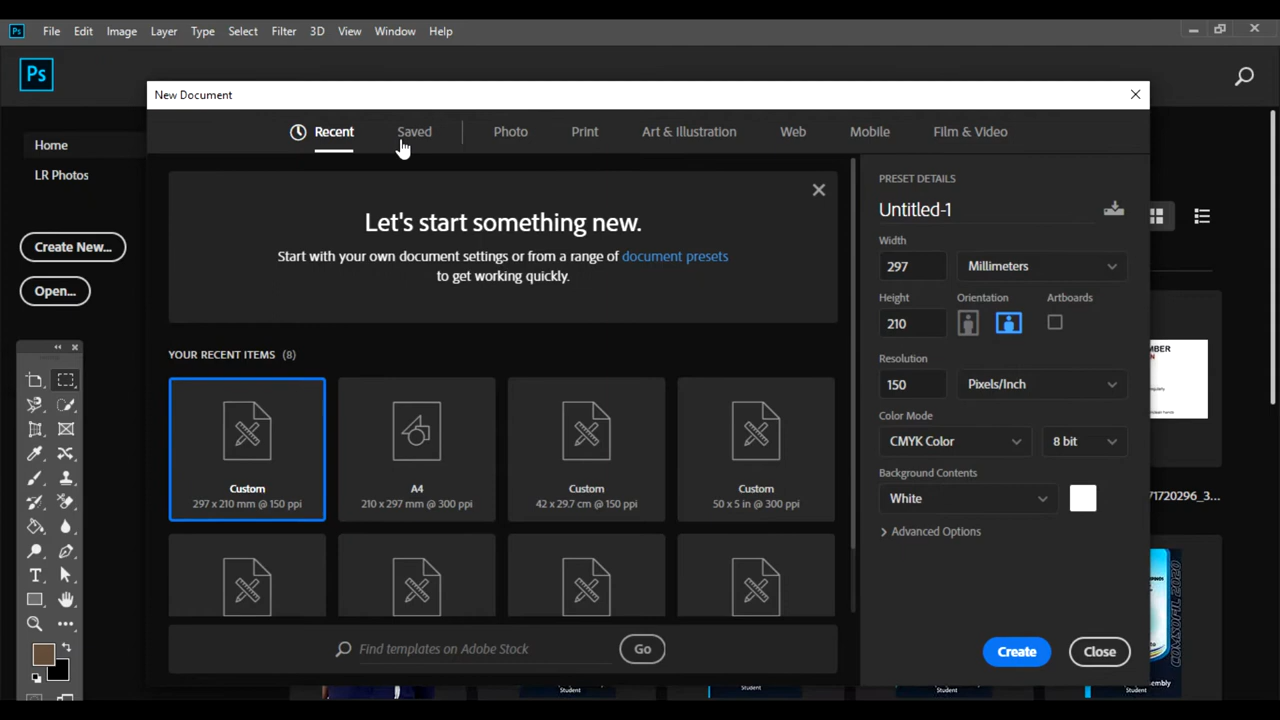 Ps
File Edit Image Layer Type Select Filter 3D View Window Help
Ps
New Document
Recent Saved Photo Print Art & Illustration Web Mobile Film & Video
Home
LR Photos
Create New...
Open...
Let's start something new.
Start with your own document settings or from a range of document presets
to get working quickly.
YOUR RECENT ITEMS (8)
Custom
297 x 210 mm @ 150 ppi
A4
210 x 297 mm @ 300 ppi
Custom
42 x 29.7 cm @ 150 ppi
Custom
50 x 5 in @ 300 ppi
Find templates on Adobe Stock
Go
PRESET DETAILS
Untitled-1
Width
297 Millimeters
Height Orientation Artboards
210
Resolution
150 Pixels/Inch
Color Mode
CMYK Color 8 bit
Background Contents
White
Advanced Options
Create Close
71720296_3...
COMSOFIL 2020
Student
Student
Student
Student